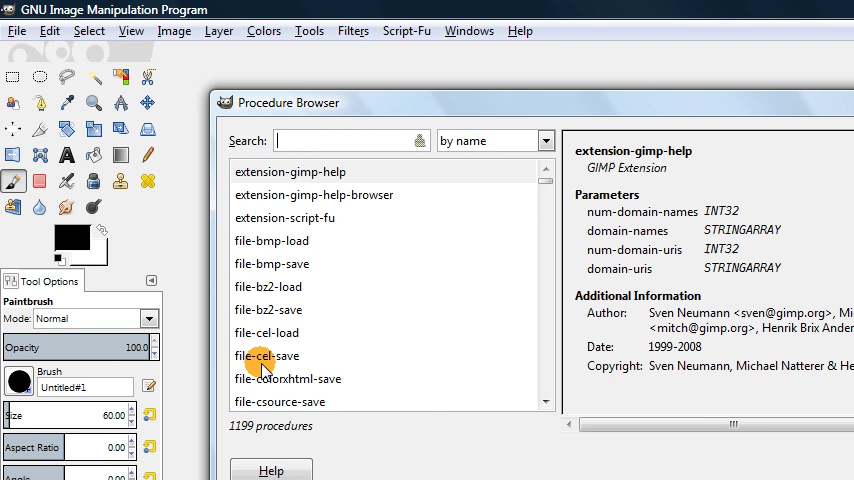 GNU Image Manipulation Program
File Edit Select View Image Layer Colors Tools Filters Script-Fu Windows Help
Procedure Browser
Search: by name
extension-gimp-help
extension-gimp-help-browser
extension-script-fu
file-bmp-load
file-bmp-save
file-bz2-load
file-bz2-save
file-cel-load
file-cel-save
file-colorxhtml-save
file-csource-save
1199 procedures
Help
extension-gimp-help
GIMP Extension
Parameters
num-domain-names INT32
domain-names STRINGARRAY
num-domain-uris INT32
domain-uris STRINGARRAY
Additional Information
Author: Sven Neumann <sven@gimp.org>, Mi
<mitch@gimp.org>, Henrik Brix Ander
Date: 1999-2008
Copyright: Sven Neumann, Michael Natterer & He
Tool Options
Paintbrush
Mode: Normal
Opacity 100.0
Brush
Untitled#1
Size 60.00
Aspect Ratio 0.00
Angle 0.00